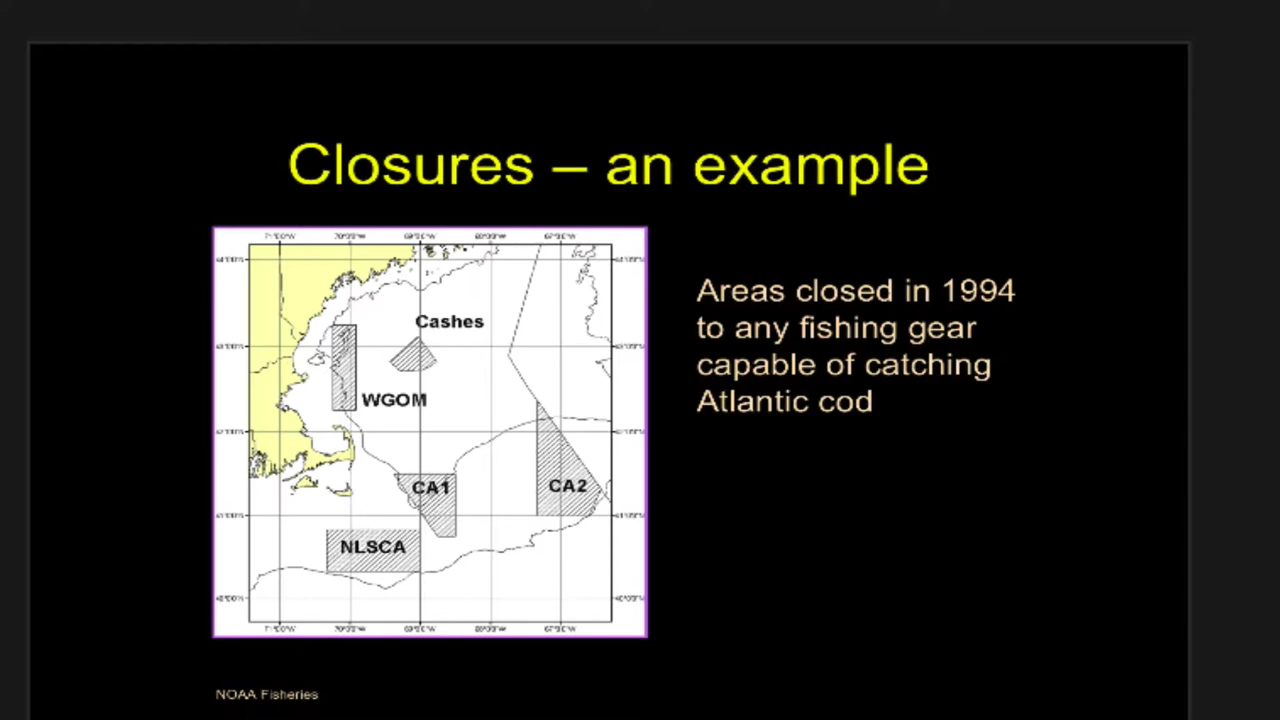 Closures – an example
Cashes
WGOM
CA1
CA2
NLSCA
Areas closed in 1994
to any fishing gear
capable of catching
Atlantic cod
NOAA Fisheries